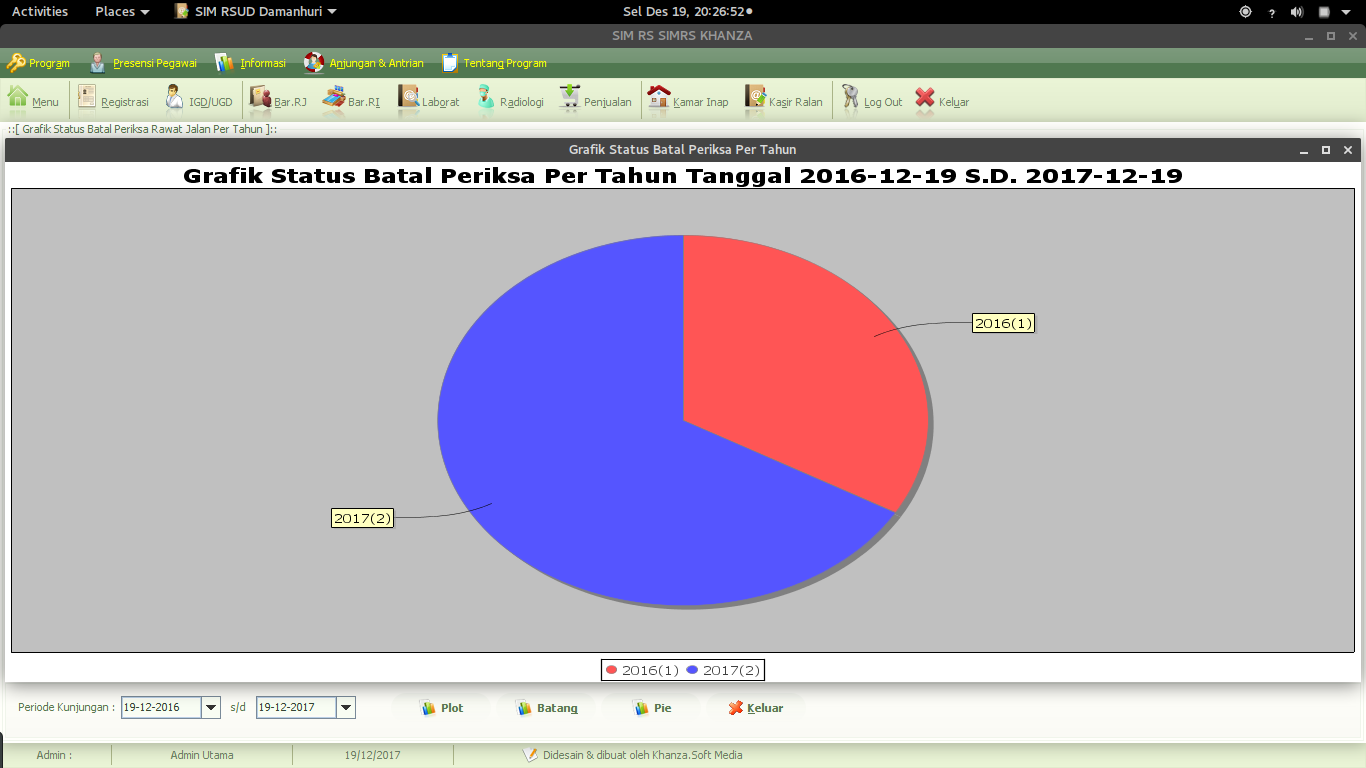 Activities Places SIM RSUD Damanhuri Sel Des 19, 20:26:52 ?
SIM RS SIMRS KHANZA
Program Presensi Pegawai Informasi Anjungan & Antrian Tentang Program
Menu Registrasi IGD/UGD Bar.RJ Bar.RI Laborat Radiologi Penjualan Kamar Inap Kasir Ralan Log Out Keluar
::[ Grafik Status Batal Periksa Rawat Jalan Per Tahun ]::
Grafik Status Batal Periksa Per Tahun
Grafik Status Batal Periksa Per Tahun Tanggal 2016-12-19 S.D. 2017-12-19
2016(1)
2017(2)
2016(1) 2017(2)
Periode Kunjungan : 19-12-2016 s/d 19-12-2017 Plot Batang Pie Keluar
Admin : Admin Utama 19/12/2017 Didesain & dibuat oleh Khanza.Soft Media